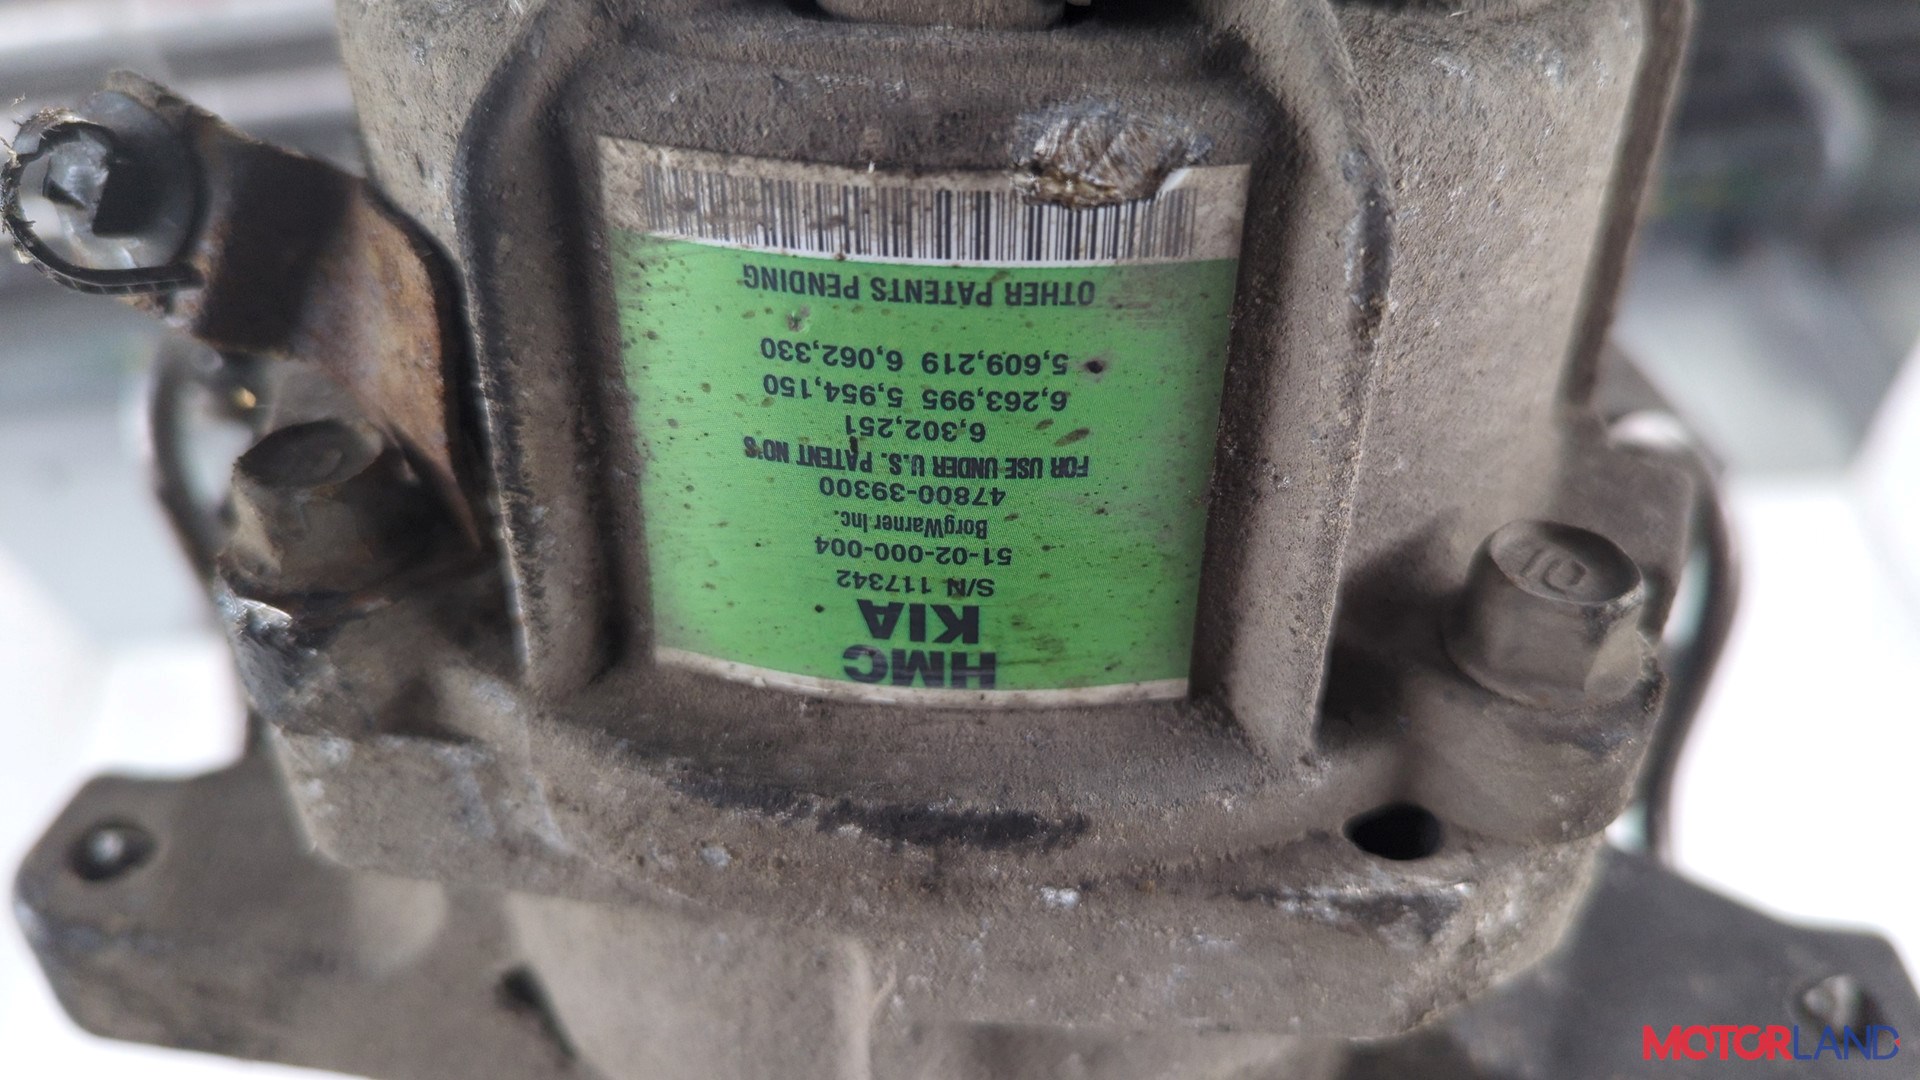 HMC
KIA
S/N 117342
51-02-000-004
BorgWarner Inc.
47800-39300
FOR USE UNDER U.S. PATENT NO'S
6,302,251
6,263,995 5,954,150
5,609,219 6,062,330
OTHER PATENTS PENDING
10
MOTORLAND